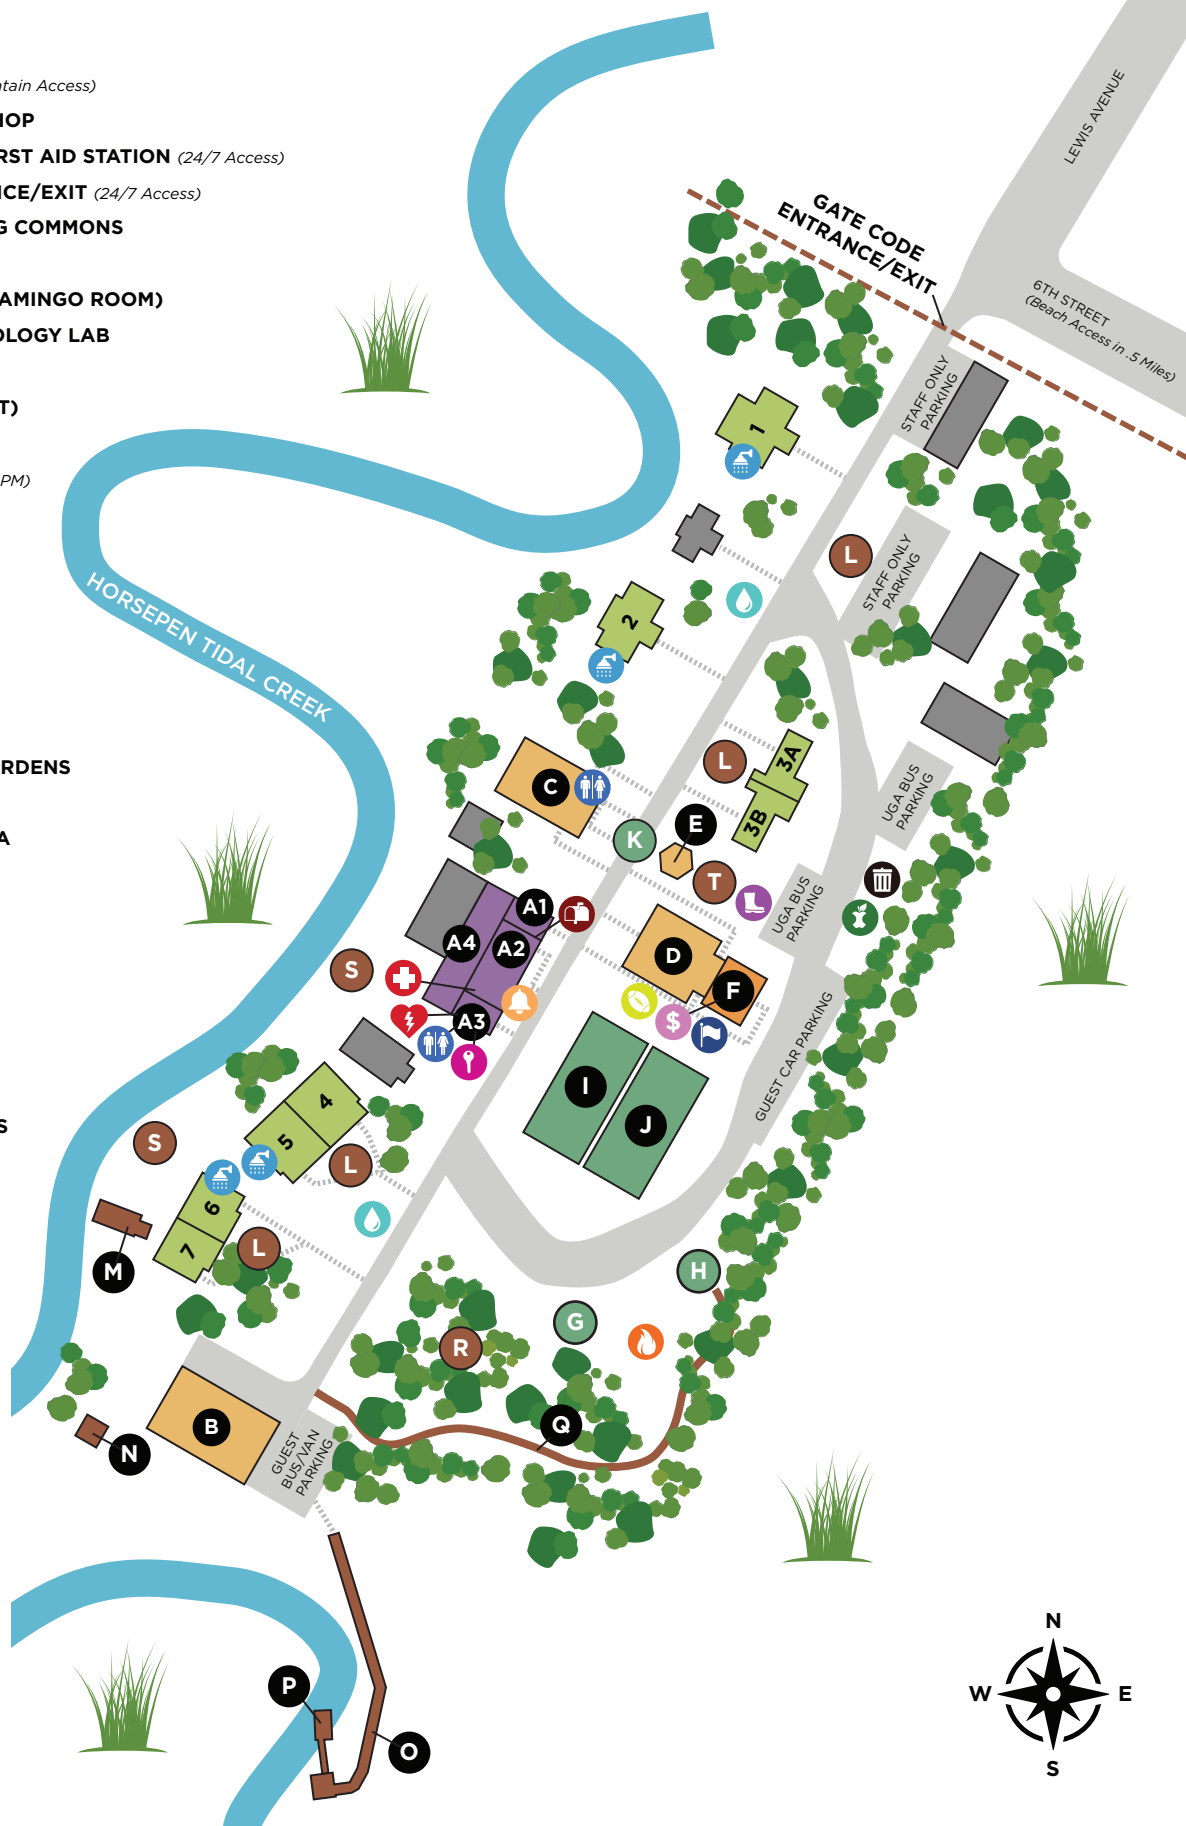 ntain Access)
HOP
RST AID STATION (24/7 Access)
NCE/EXIT (24/7 Access)
G COMMONS
AMINGO ROOM)
OLOGY LAB
T)
PM)
RDENS
A
S
LEWIS AVENUE
GATE CODE
ENTRANCE/EXIT
6TH STREET
(Beach Access in .5 Miles)
STAFF ONLY
PARKING
1
L
STAFF ONLY
PARKING
HORSEPEN TIDAL CREEK
2
L
3A
3B
C
UGA BUS
PARKING
K
E
T
UGA BUS
PARKING
A1
A2
A4
A3
S
D
F
$
GUEST CAR PARKING
I
J
4
5
S
L
6
7
L
M
H
G
R
Q
B
N
GUEST
BUS/VAN
PARKING
P
O
N
W
E
S